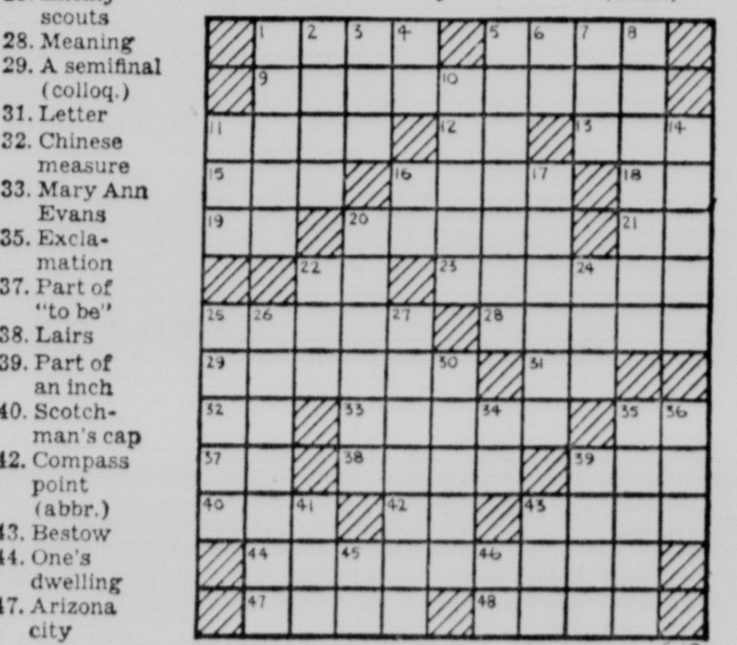 scouts
28. Meaning
29. A semifinal
(colloq.)
31. Letter
32. Chinese
measure
33. Mary Ann
Evans
35. Excla-
mation
37. Part of
"to be"
38. Lairs
39. Part of
an inch
40. Scotch-
man's cap
42. Compass
point
(abbr.)
43. Bestow
44. One's
dwelling
47. Arizona
city
1 2 3 4 5 6 7 8
9 10
11 12 13 14
15 16 17 18
19 20 21
22 23 24
25 26 27 28
29 30 31
32 33 34 35 36
37 38 39
40 41 42 43
44 45 46
47 48